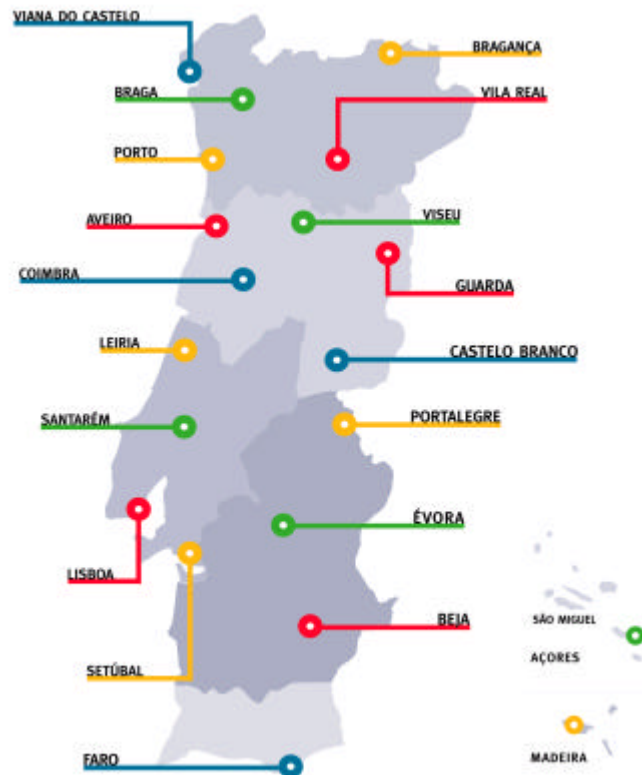 VIANA DO CASTELO
BRAGANÇA
BRAGA
VILA REAL
PORTO
AVEIRO
VISEU
COIMBRA
GUARDA
LEIRIA
CASTELO BRANCO
SANTARÉM
PORTALEGRE
ÉVORA
LISBOA
BEJA
SÃO MIGUEL
AÇORES
SETÚBAL
MADEIRA
FARO